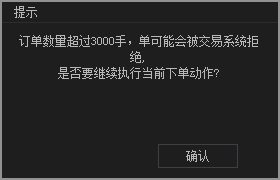 提示
订单数量超过3000手，单可能会被交易系统拒
绝,
是否要继续执行当前下单动作?
确认